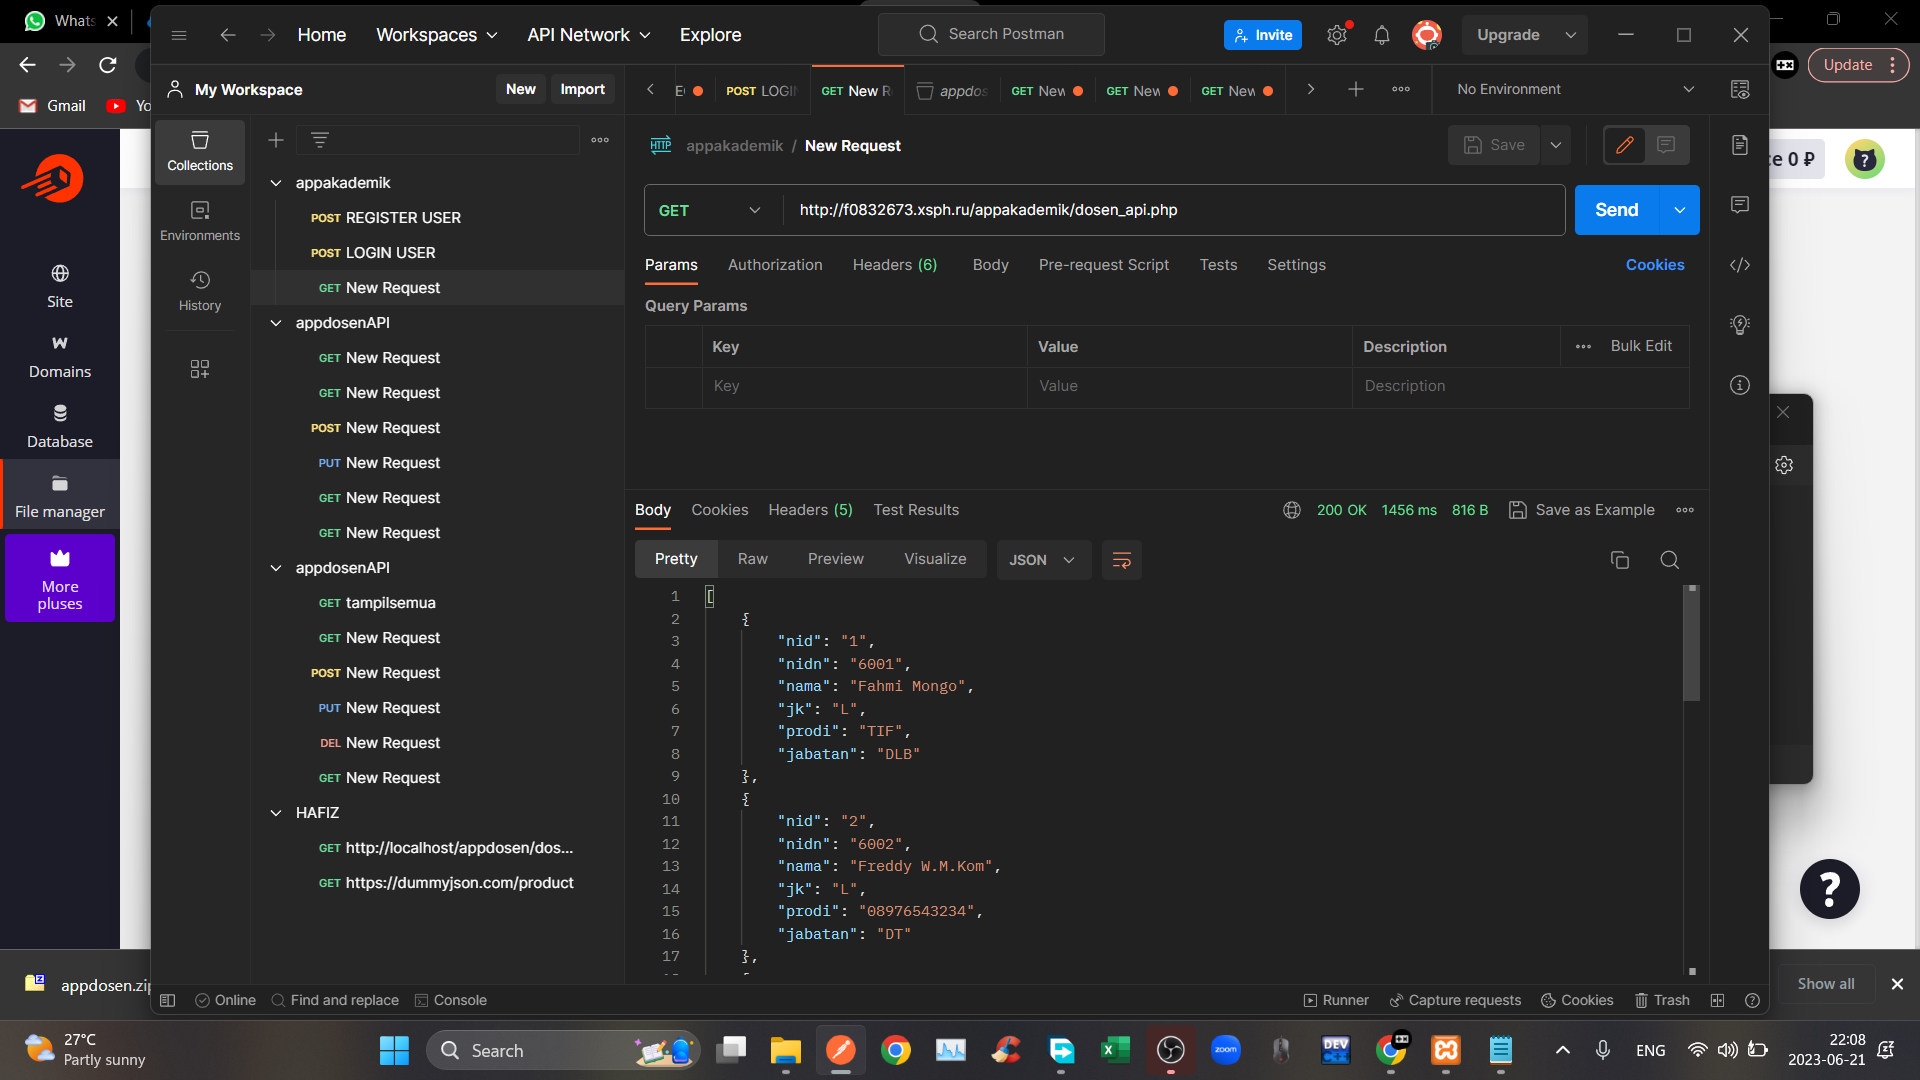 Whats
Home
Workspaces
API Network
Explore
Search Postman
Invite
Upgrade
Update
Gmail
Yo
My Workspace
New
Import
POST LOGI
GET New R
appdos
GET New
GET New
GET New
No Environment
Collections
Environments
History
appakademik
POST REGISTER USER
POST LOGIN USER
GET New Request
appdosenAPI
GET New Request
GET New Request
POST New Request
PUT New Request
GET New Request
GET New Request
appdosenAPI
GET tampilsemua
GET New Request
POST New Request
PUT New Request
DEL New Request
GET New Request
HAFIZ
GET http://localhost/appdosen/dos...
GET https://dummyjson.com/product
Site
Domains
Database
File manager
More
pluses
HTTP appakademik / New Request
Save
ce 0 ₽
GET http://f0832673.xsph.ru/appakademik/dosen_api.php
Send
Params Authorization Headers (6) Body Pre-request Script Tests Settings Cookies
Query Params
Key Value Description Bulk Edit
Key Value Description
Body Cookies Headers (5) Test Results 200 OK 1456 ms 816 B Save as Example
Pretty Raw Preview Visualize JSON
1 [
2 {
3 "nid": "1",
4 "nidn": "6001",
5 "nama": "Fahmi Mongo",
6 "jk": "L",
7 "prodi": "TIF",
8 "jabatan": "DLB"
9 },
10 {
11 "nid": "2",
12 "nidn": "6002",
13 "nama": "Freddy W.M.Kom",
14 "jk": "L",
15 "prodi": "08976543234",
16 "jabatan": "DT"
17 },
appdosen.zip
Show all
Online Find and replace Console Runner Capture requests Cookies Trash
27°C
Partly sunny
Search
zoom
DEV C++
ENG
22:08
2023-06-21